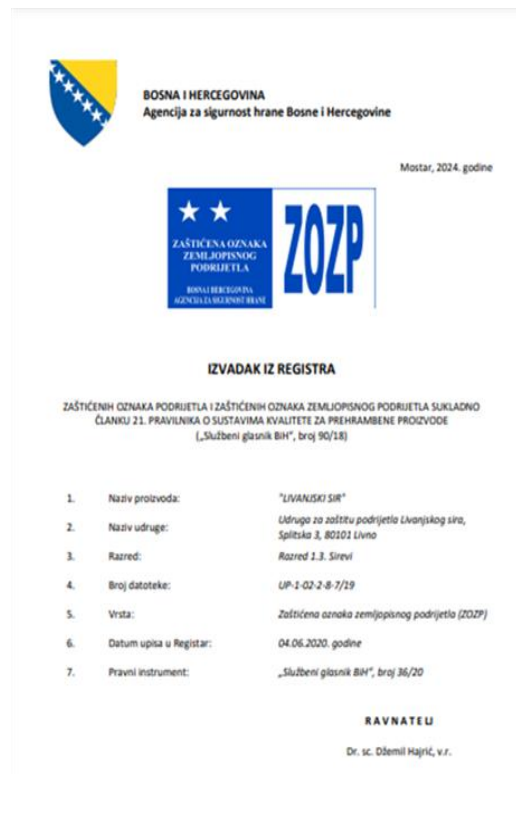 BOSNA I HERCEGOVINA
Agencija za sigurnost hrane Bosne i Hercegovine
Mostar, 2024. godine
ZAŠTIĆENA OZNAKA
ZEMLJOPISNOG
PODRIJETLA
BOSNA I HERCEGOVINA
AGENCIJA ZA SIGURNOST HRANE
ZOZP
IZVADAK IZ REGISTRA
ZAŠTIĆENIH OZNAKA PODRIJETLA I ZAŠTIĆENIH OZNAKA ZEMLJOPISNOG PODRIJETLA SUKLADNO
ČLANKU 21. PRAVILNIKA O SUSTAVIMA KVALITETE ZA PREHRAMBENE PROIZVODE
(„Službeni glasnik BiH“, broj 90/18)
1. Naziv proizvoda: "LIVANJSKI SIR"
2. Naziv udruge: Udruga za zaštitu podrijetla Livanjskog sira,
Splitska 3, 80101 Livno
3. Razred: Razred 1.3. Sirevi
4. Broj datoteke: UP-1-02-2-8-7/19
5. Vrsta: Zaštićena oznaka zemljopisnog podrijetla (ZOZP)
6. Datum upisa u Registar: 04.06.2020. godine
7. Pravni instrument: „Službeni glasnik BiH“, broj 36/20
RAVNATELJ
Dr. sc. Džemil Hajrić, v.r.